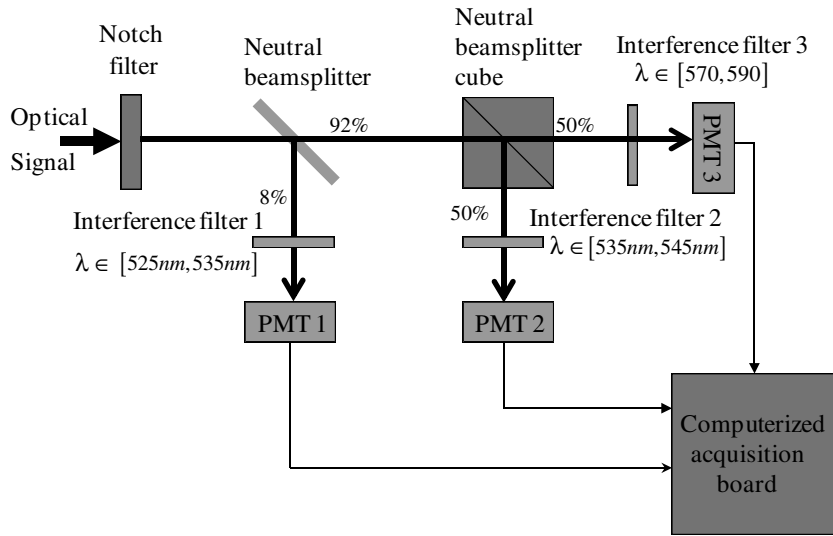 Notch
filter
Neutral
beamsplitter
Neutral
beamsplitter
cube
Interference filter 3
λ ∈ [570,590]
Optical
Signal
92%
50%
PMT 3
8%
50%
Interference filter 1
λ ∈ [525nm,535nm]
Interference filter 2
λ ∈ [535nm,545nm]
PMT 1
PMT 2
Computerized
acquisition
board